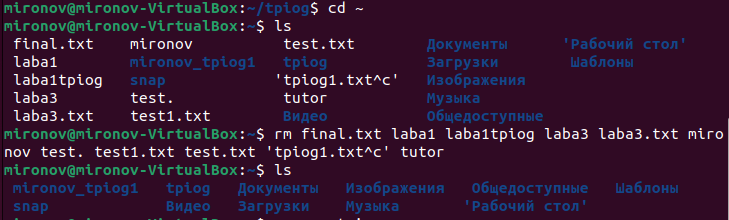 mironov@mironov-VirtualBox:~/tpiog$ cd ~
mironov@mironov-VirtualBox:~$ ls
final.txt mironov test.txt Документы 'Рабочий стол'
laba1 mironov_tpiog1 tpiog Загрузки Шаблоны
laba1tpiog snap 'tpiog1.txt^c' Изображения
laba3 test. tutor Музыка
laba3.txt test1.txt Видео Общедоступные
mironov@mironov-VirtualBox:~$ rm final.txt laba1 laba1tpiog laba3 laba3.txt miro
nov test. test1.txt test.txt 'tpiog1.txt^c' tutor
mironov@mironov-VirtualBox:~$ ls
mironov_tpiog1 tpiog Документы Изображения Общедоступные Шаблоны
snap Видео Загрузки Музыка 'Рабочий стол'